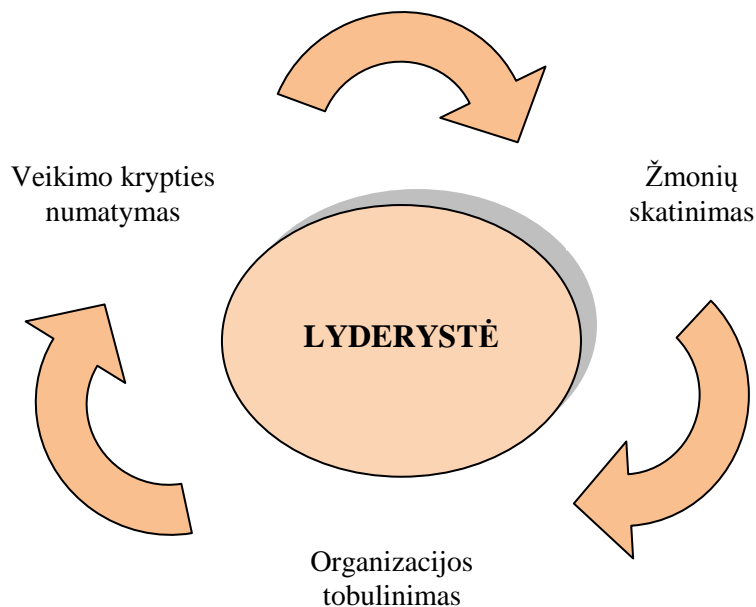 Veikimo krypties
numatymas
Žmonių
skatinimas
LYDERYSTĖ
Organizacijos
tobulinimas